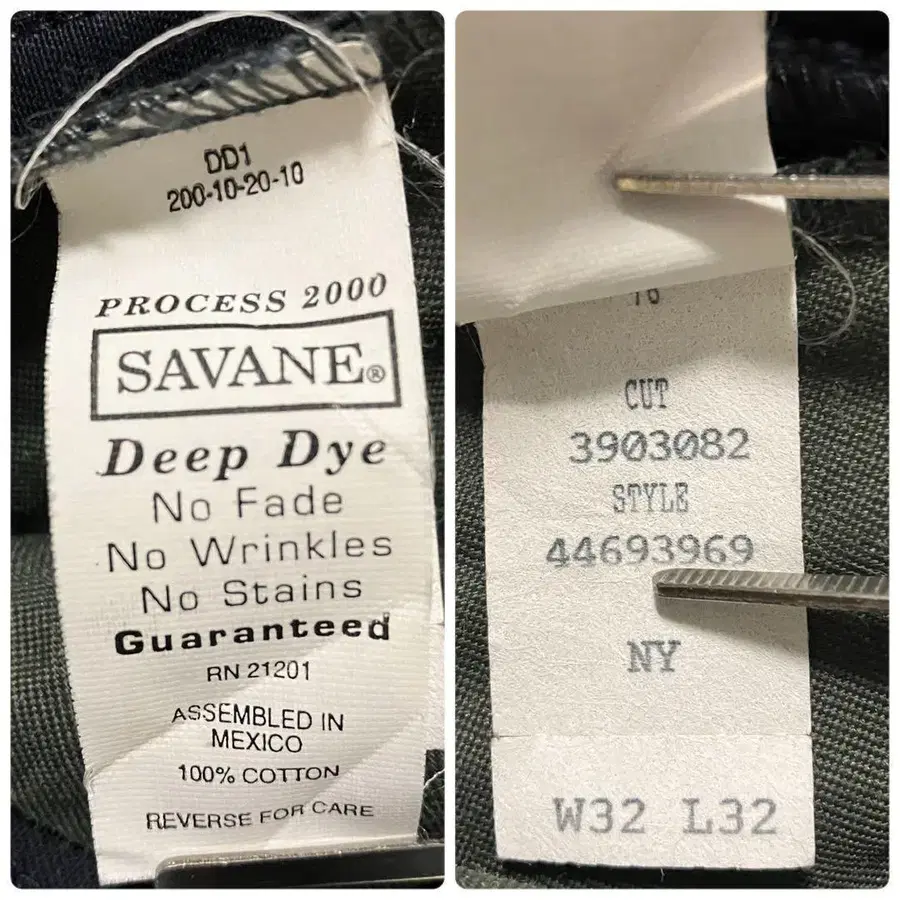 DD1
200-10-20-10
PROCESS 2000
SAVANE®
Deep Dye
No Fade
No Wrinkles
No Stains
Guaranteed
RN 21201
ASSEMBLED IN
MEXICO
100% COTTON
REVERSE FOR CARE
CUT
3903082
STYLE
44693969
NY
W32 L32